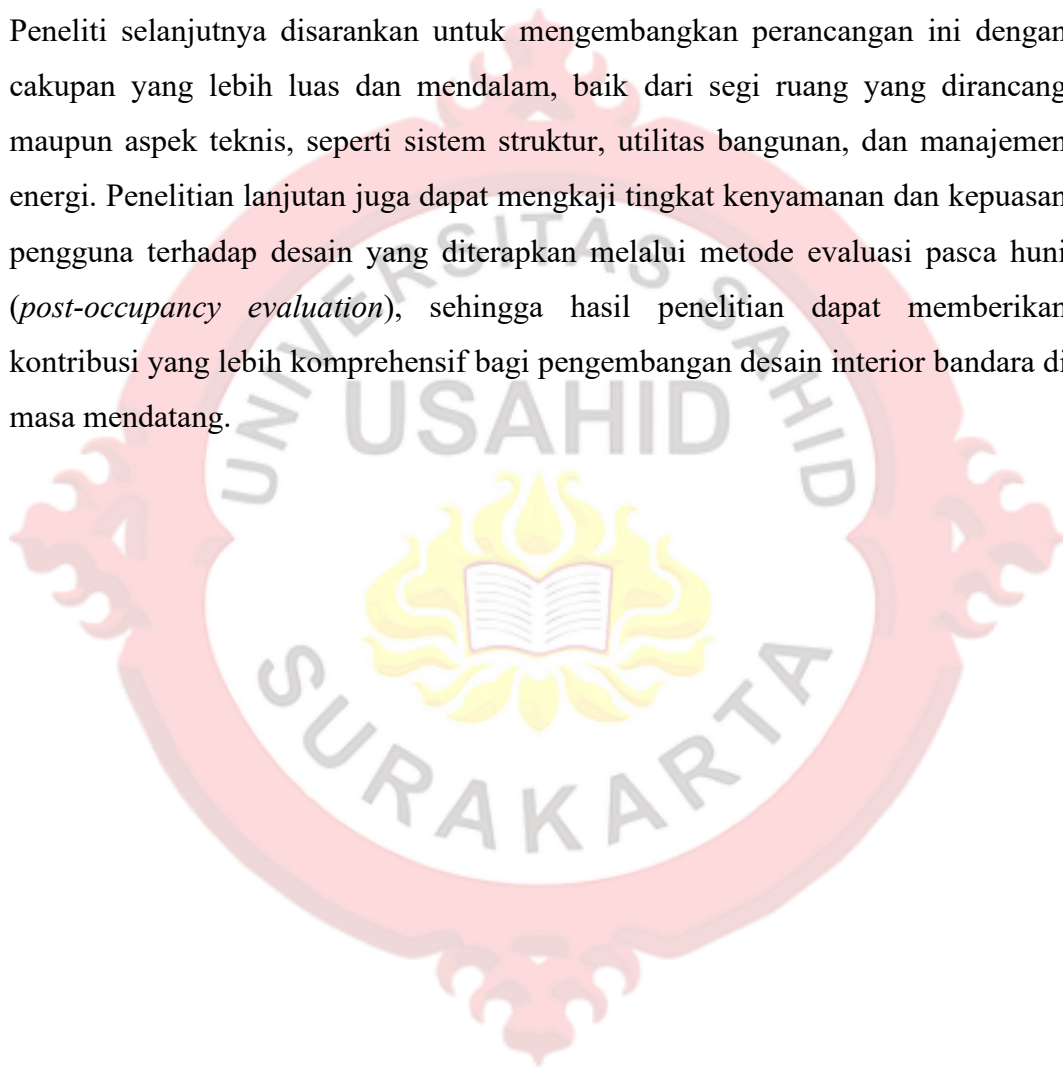 Peneliti selanjutnya disarankan untuk mengembangkan perancangan ini dengan
cakupan yang lebih luas dan mendalam, baik dari segi ruang yang dirancang
maupun aspek teknis, seperti sistem struktur, utilitas bangunan, dan manajemen
energi. Penelitian lanjutan juga dapat mengkaji tingkat kenyamanan dan kepuasan
pengguna terhadap desain yang diterapkan melalui metode evaluasi pasca huni
(post-occupancy evaluation), sehingga hasil penelitian dapat memberikan
kontribusi yang lebih komprehensif bagi pengembangan desain interior bandara di
masa mendatang.
UNIVERSITAS SAHID
USAHID
SURAKARTA